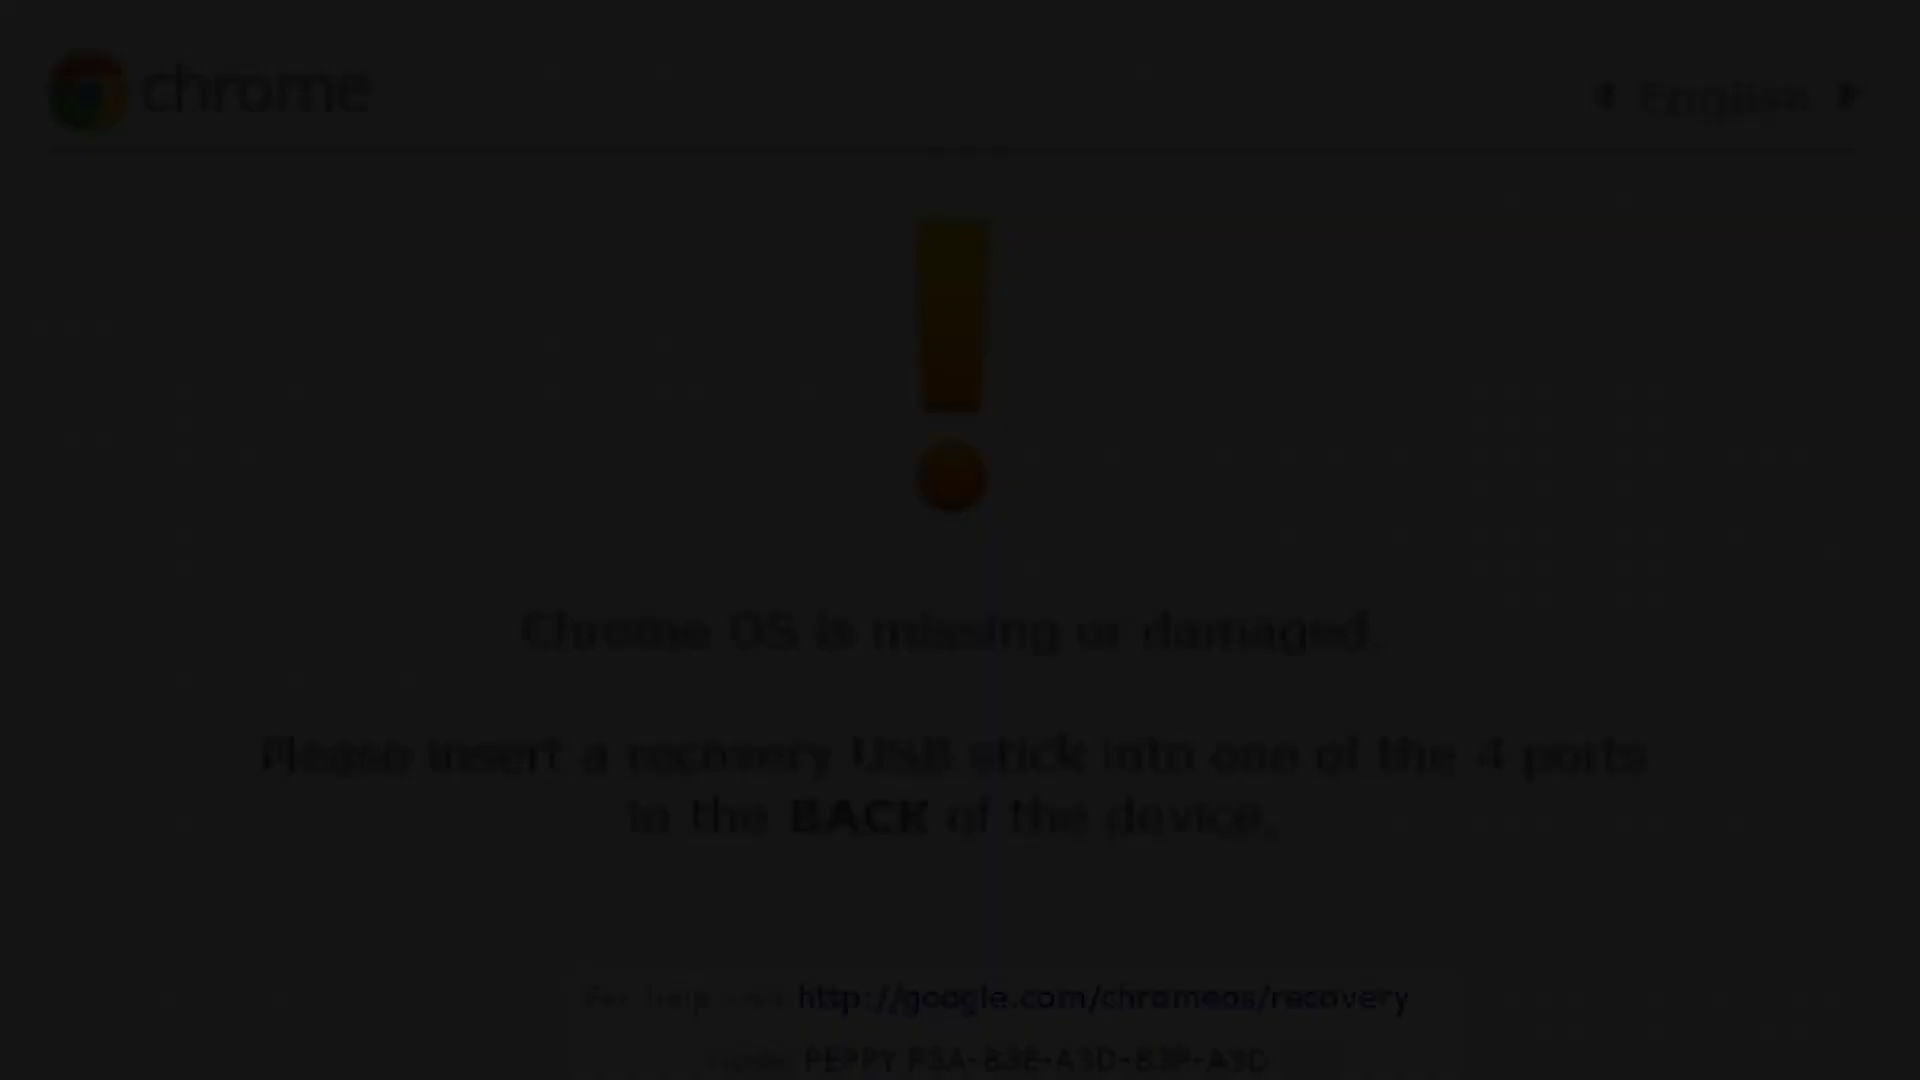 chrome
English
Chrome OS is missing or damaged.
Please insert a recovery USB stick into one of the 4 ports
in the BACK of the device.
For help visit http://google.com/chromeos/recovery
PEPPY